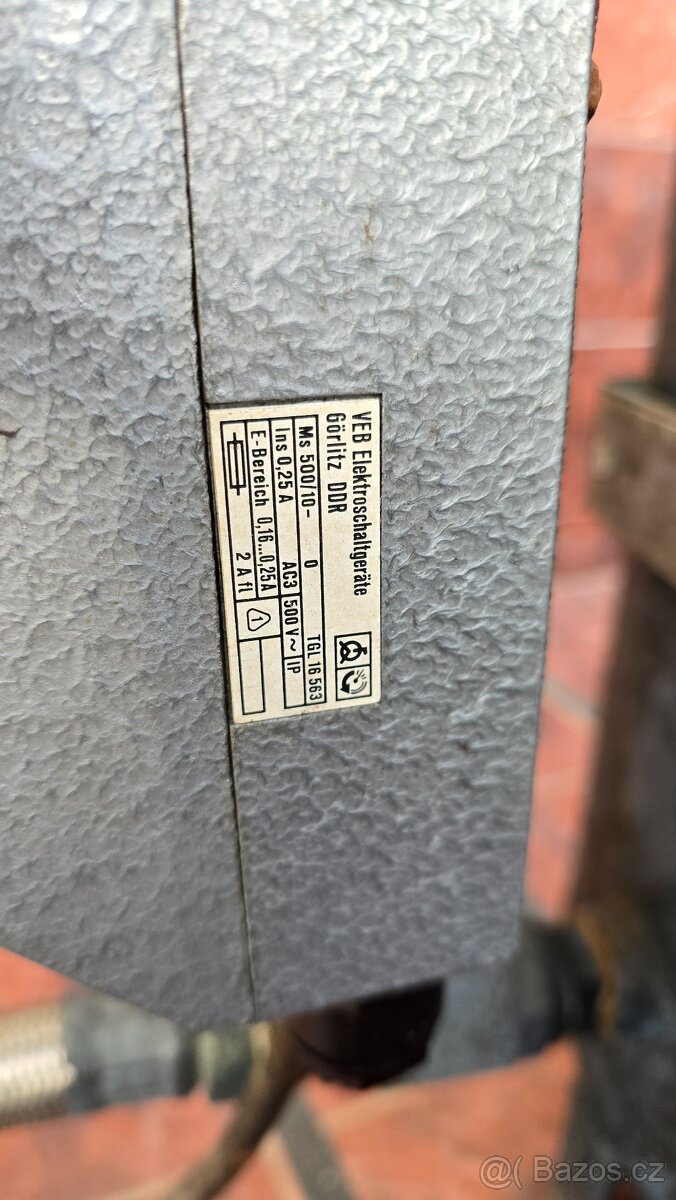 VEB Elektroschaltgeräte
Görlitz DDR
Ms 500/10- 0 TGL 16 563
Ins 0,25 A AC3 500 V ~ IP
E-Bereich 0,16...0,25A
2 A fl 1
@( Bazos.cz